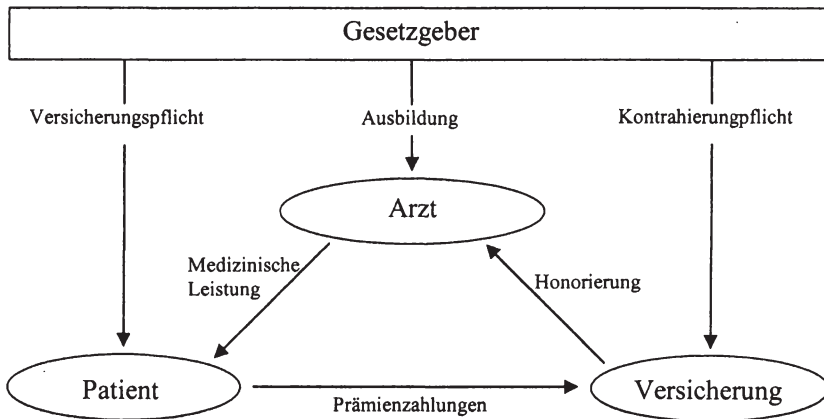 Gesetzgeber
Versicherungspflicht
Ausbildung
Kontrahierungpflicht
Arzt
Medizinische
Leistung
Honorierung
Patient
Prämienzahlungen
Versicherung